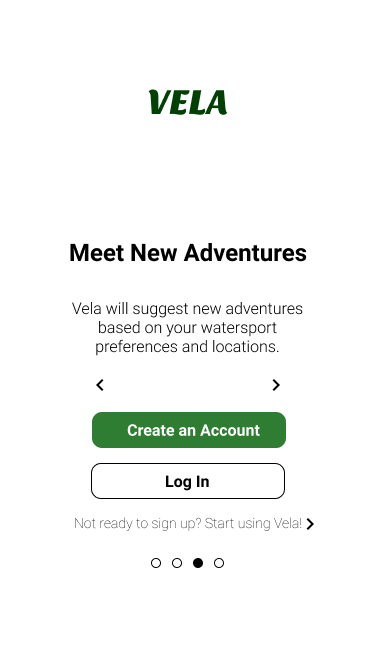 VELA
Meet New Adventures
Vela will suggest new adventures
based on your watersport
preferences and locations.
Create an Account
Log In
Not ready to sign up? Start using Vela!